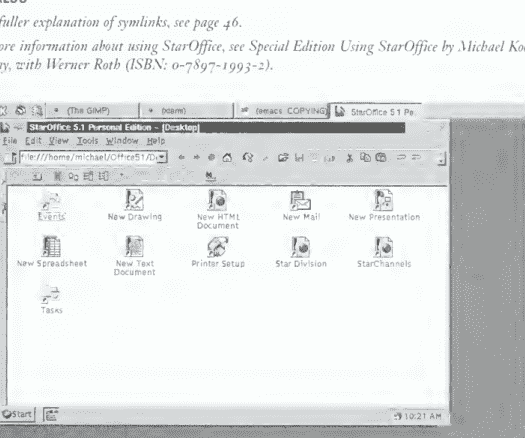 fuller explanation of symlinks, see page 46.
ore information about using StarOffice, see Special Edition Using StarOffice by Michael
with Werner Roth (ISBN: 0-7897-1993-2).
(The GIMP)
(xterm)
(emacs COPYING)
StarOffice 5.1 Pe
StarOffice 5.1 Personal Edition - [Desktop]
File Edit View Tools Window Help
file:///home/michael/Office51/De
Events New Drawing New HTML Document New Mail New Presentation
New Spreadsheet New Text Document Printer Setup Star Division StarChannels
Tasks
Start
10:21 AM